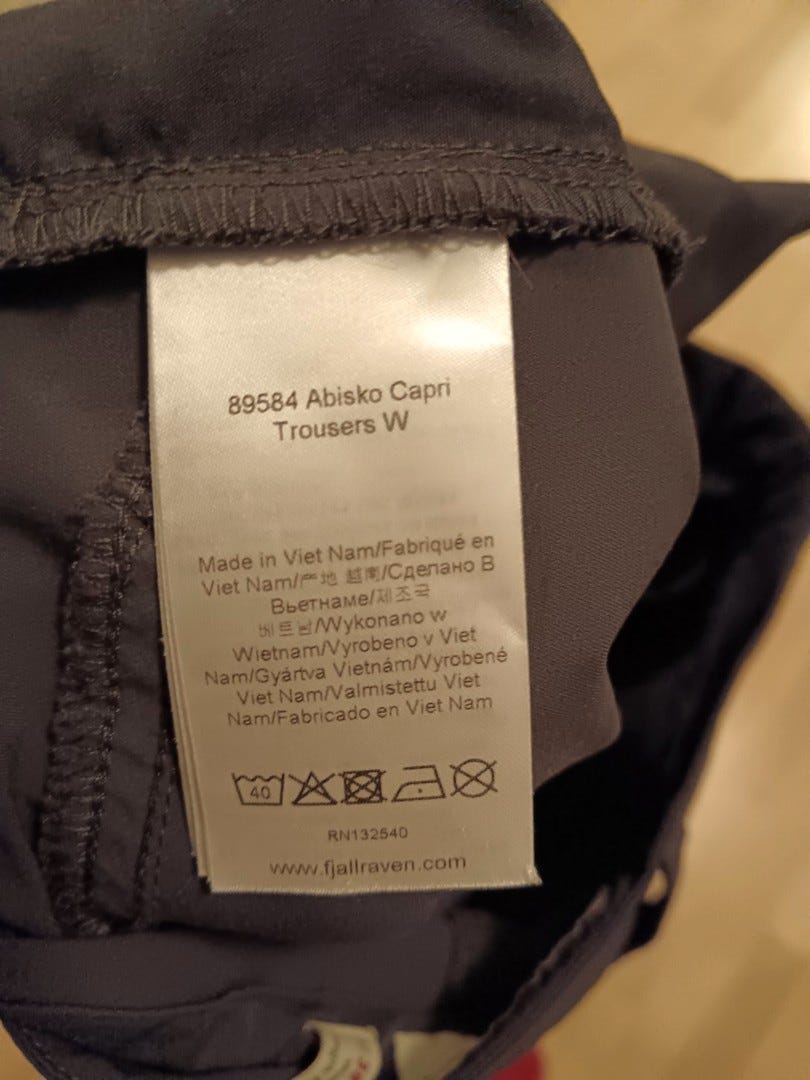 89584 Abisko Capri
Trousers W
Made in Viet Nam/Fabriqué en
Viet Nam/产地 越南/Сделано В
Вьетнаме/제조국
베트남/Wykonano w
Wietnam/Vyrobeno v Viet
Nam/Gyártva Vietnám/Vyrobené
Viet Nam/Valmistettu Viet
Nam/Fabricado en Viet Nam
40
RN132540
www.fjallraven.com